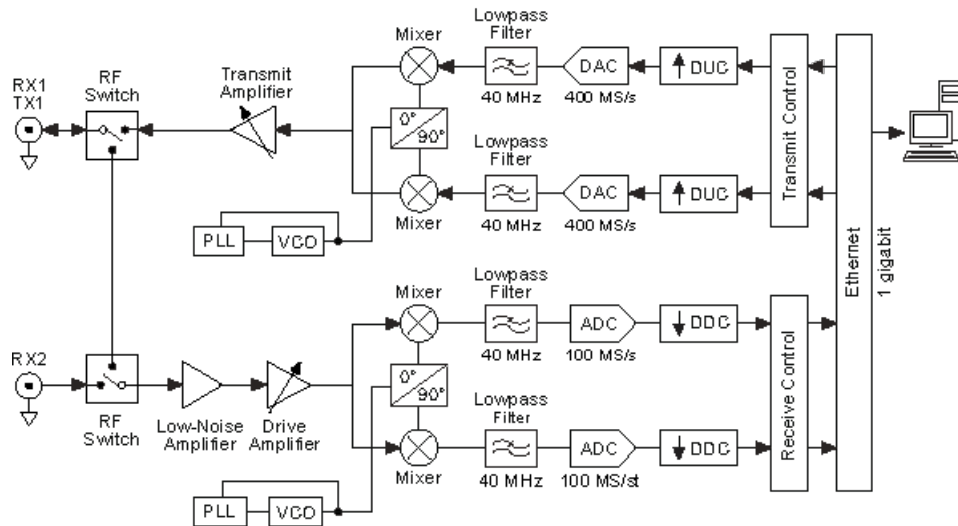 Mixer
Lowpass
Filter
40 MHz
DAC
400 MS/s
DUC
RX1
TX1
RF
Switch
Transmit
Amplifier
0°
90°
Mixer
Lowpass
Filter
40 MHz
DAC
400 MS/s
DUC
Transmit Control
PLL
VCO
Ethernet
1 gigabit
Mixer
Lowpass
Filter
40 MHz
ADC
100 MS/s
DDC
RX2
RF
Switch
Low-Noise
Amplifier
Drive
Amplifier
0°
90°
Mixer
Lowpass
Filter
40 MHz
ADC
100 MS/st
DDC
Receive Control
PLL
VCO